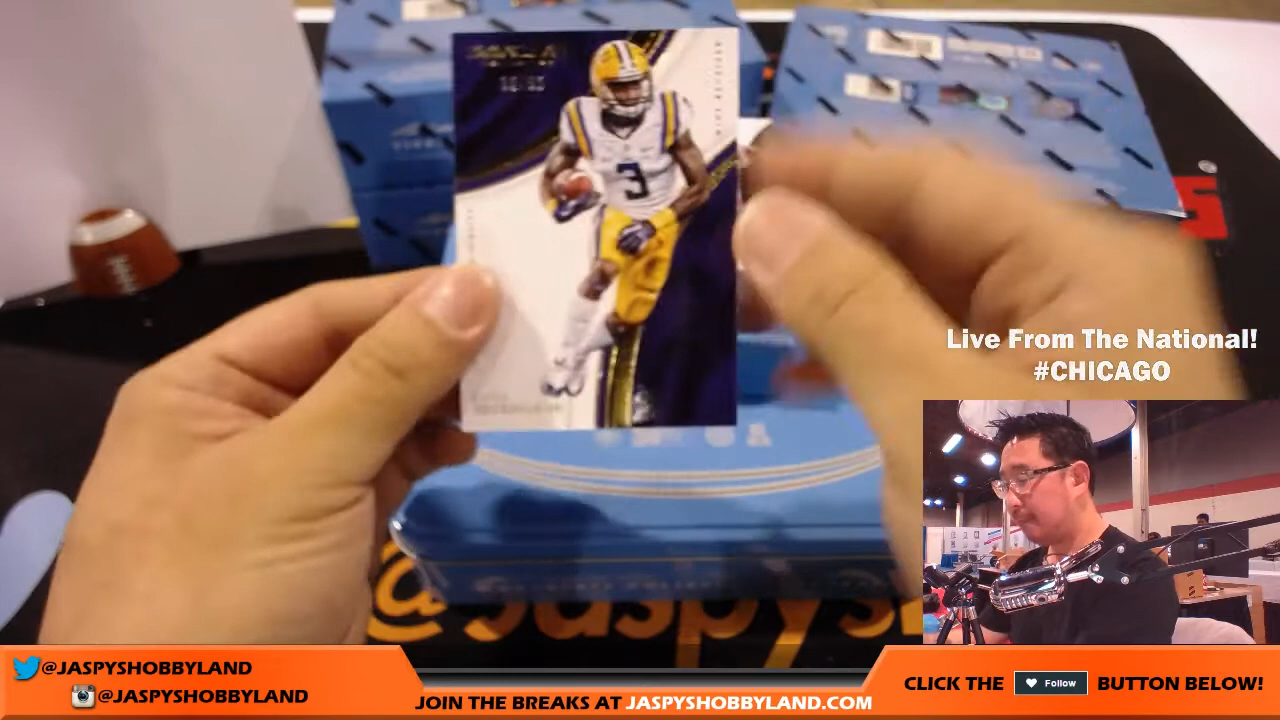 3
Live From The National!
#CHICAGO
@Jaspys
@JASPYSHOBBYLAND
@JASPYSHOBBYLAND
JOIN THE BREAKS AT JASPYSHOBBYLAND.COM
CLICK THE Follow BUTTON BELOW!